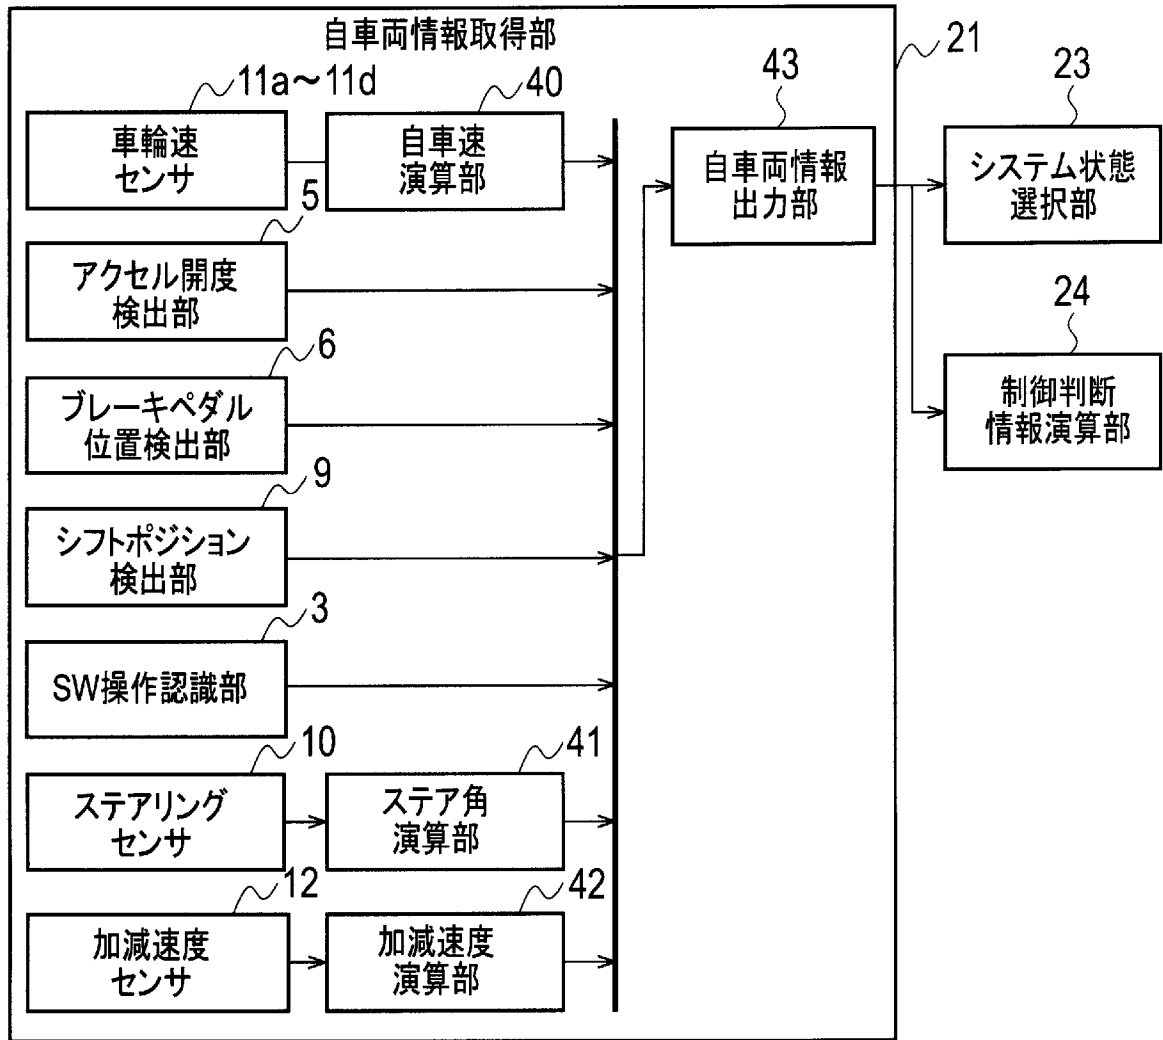 自車両情報取得部
21
11a～11d
40
43
23
車輪速
センサ
自車速
演算部
自車両情報
出力部
システム状態
選択部
5
アクセル開度
検出部
24
制御判断
情報演算部
6
ブレーキペダル
位置検出部
9
シフトポジション
検出部
3
SW操作認識部
10
41
ステアリング
センサ
ステア角
演算部
12
42
加減速度
センサ
加減速度
演算部